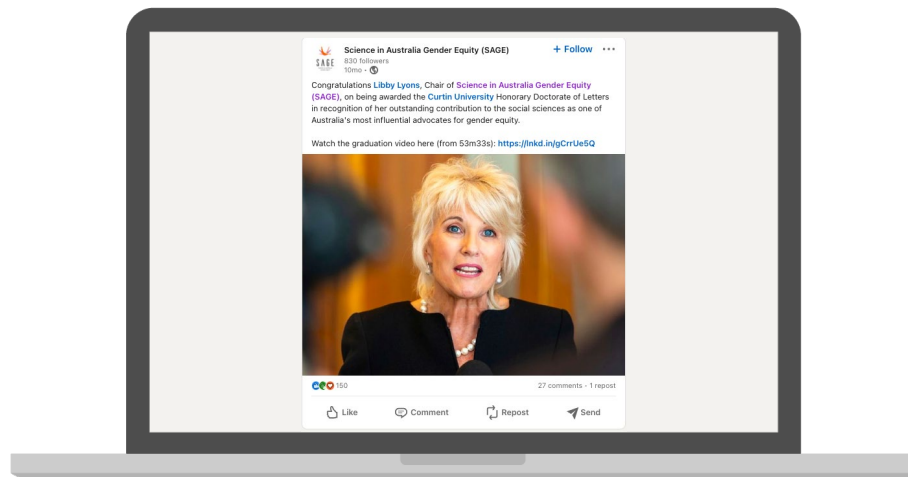 Science in Australia Gender Equity (SAGE)
+ Follow
SAGE
830 followers
10mo •
Congratulations Libby Lyons, Chair of Science in Australia Gender Equity
(SAGE), on being awarded the Curtin University Honorary Doctorate of Letters
in recognition of her outstanding contribution to the social sciences as one of
Australia's most influential advocates for gender equity.
Watch the graduation video here (from 53m33s): https://lnkd.in/gCrrUe5Q
150
27 comments · 1 repost
Like
Comment
Repost
Send